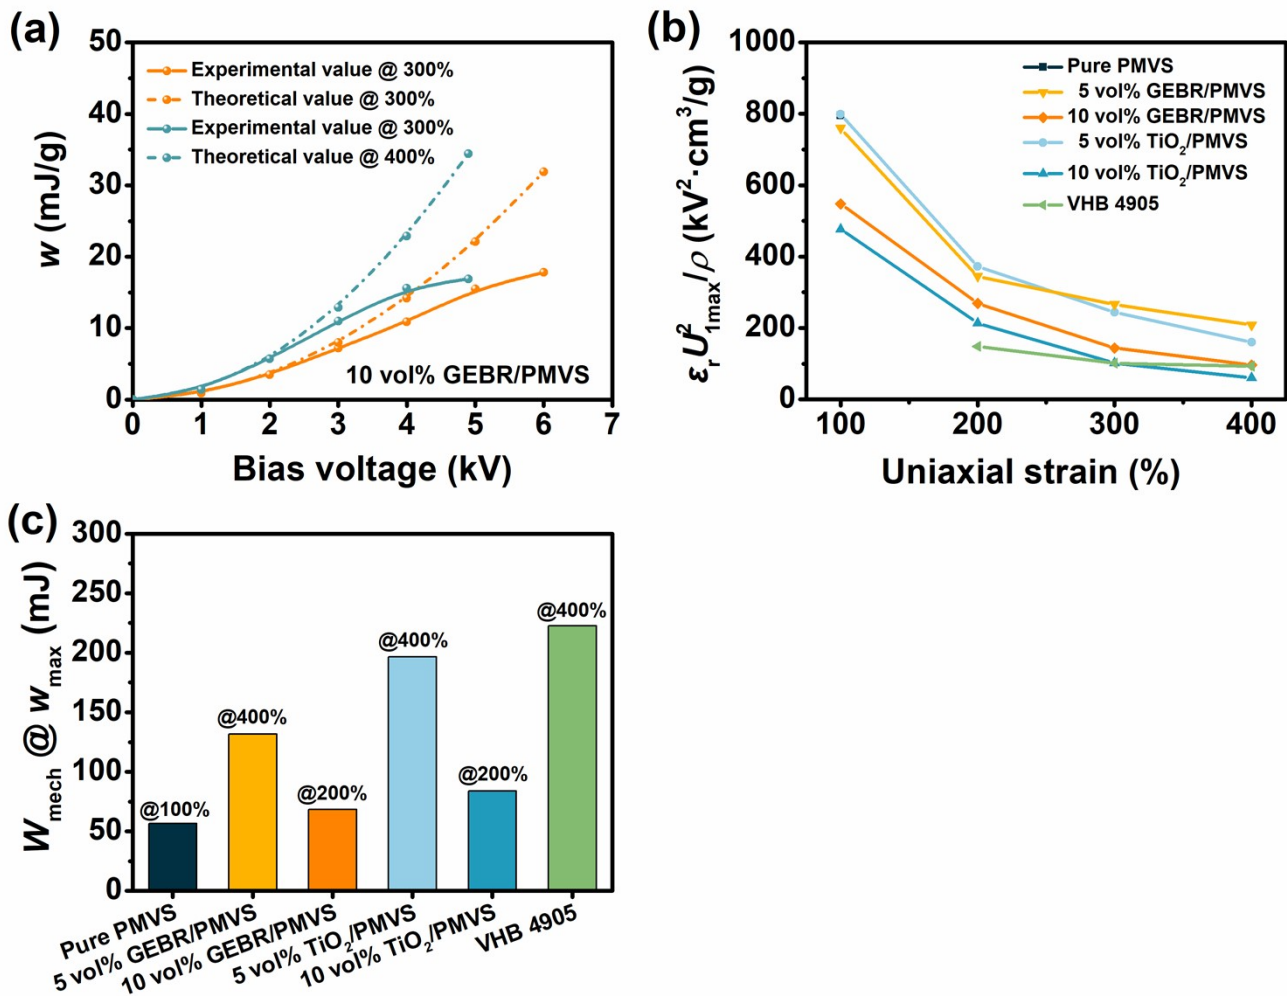 (a)
50
40
30
20
10
0
w (mJ/g)
Experimental value @ 300%
Theoretical value @ 300%
Experimental value @ 300%
Theoretical value @ 400%
10 vol% GEBR/PMVS
0 1 2 3 4 5 6 7
Bias voltage (kV)
(b)
1000
800
600
400
200
0
εᵣU²₁ₘₐₓ/ρ (kV²·cm³/g)
Pure PMVS
5 vol% GEBR/PMVS
10 vol% GEBR/PMVS
5 vol% TiO₂/PMVS
10 vol% TiO₂/PMVS
VHB 4905
100 200 300 400
Uniaxial strain (%)
(c)
300
250
200
150
100
50
0
W_mech @ w_max (mJ)
@100%
@400%
@200%
@400%
@200%
@400%
Pure PMVS
5 vol% GEBR/PMVS
10 vol% GEBR/PMVS
5 vol% TiO₂/PMVS
10 vol% TiO₂/PMVS
VHB 4905